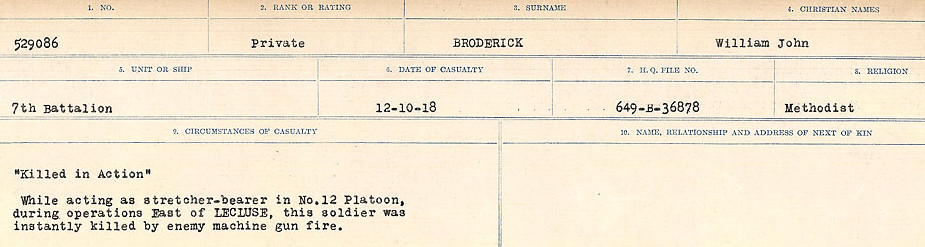 1. NO. 2. RANK OR RATING 3. SURNAME 4. CHRISTIAN NAMES
529086 Private BRODERICK William John
5. UNIT OR SHIP 6. DATE OF CASUALTY 7. H.Q. FILE NO. 8. RELIGION
7th Battalion 12-10-18 649-B-36878 Methodist
9. CIRCUMSTANCES OF CASUALTY 10. NAME, RELATIONSHIP AND ADDRESS OF NEXT OF KIN
"Killed in Action"
While acting as stretcher-bearer in No.12 Platoon,
during operations East of LECLUSE, this soldier was
instantly killed by enemy machine gun fire.